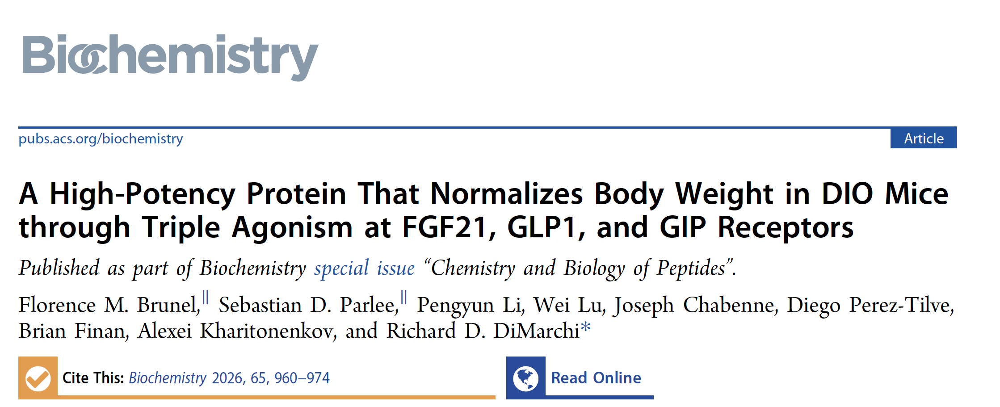 Biochemistry
pubs.acs.org/biochemistry
Article
A High-Potency Protein That Normalizes Body Weight in DIO Mice
through Triple Agonism at FGF21, GLP1, and GIP Receptors
Published as part of Biochemistry special issue “Chemistry and Biology of Peptides”.
Florence M. Brunel,|| Sebastian D. Parlee,|| Pengyun Li, Wei Lu, Joseph Chabenne, Diego Perez-Tilve,
Brian Finan, Alexei Kharitonenkov, and Richard D. DiMarchi*
Cite This: Biochemistry 2026, 65, 960−974
Read Online